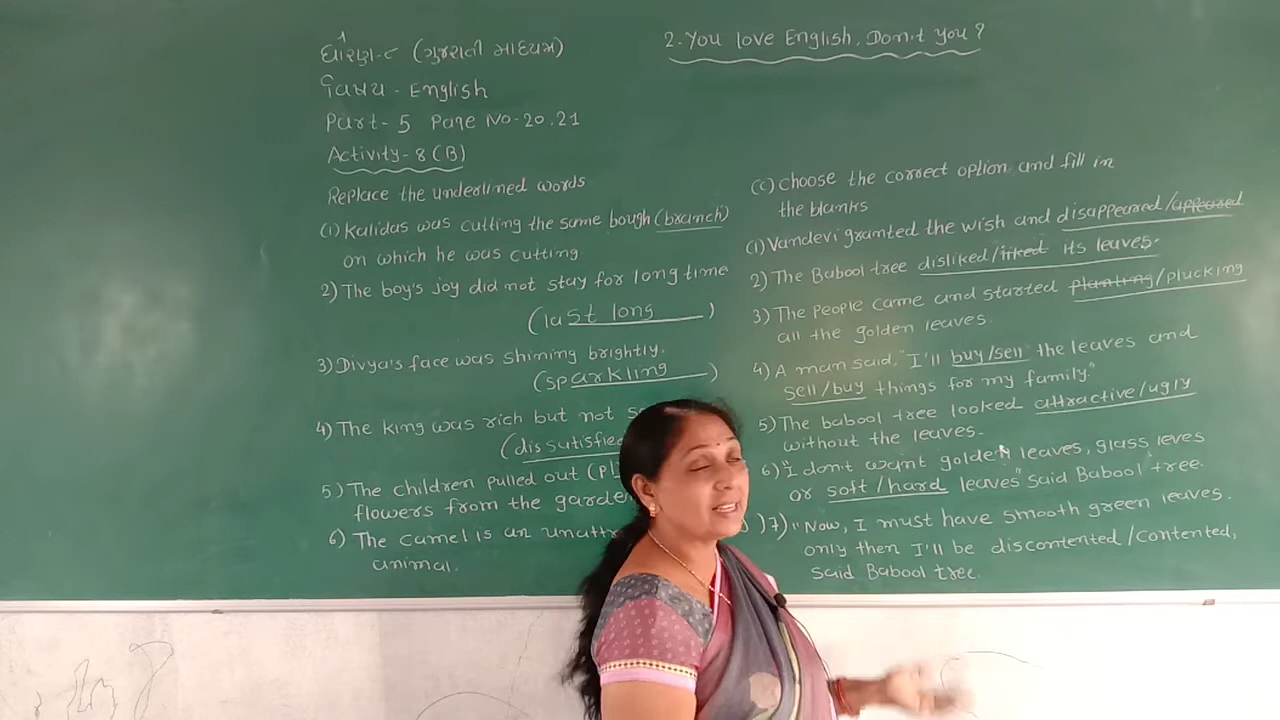 ધોરણ-૮ (ગુજરાતી માધ્યમ)
વિષય - English
Part - 5 Page No-20.21
Activity - 8 (B)
Replace the underlined words
(1) Kalidas was cutting the same bough (branch)
on which he was cutting
2) The boy's joy did not stay for long time
(last long)
3) Divya's face was shining brightly.
(sparkling)
4) The king was rich but not
(dissatisfied
5) The children pulled out
flowers from the garden
6) The camel is an
animal.
2. You love English, Don't you?
(c) Choose the correct option and fill in
the blanks
(1) Vandevi granted the wish and disappeared/appeared
2) The Babool tree disliked/liked its leaves.
3) The People came and started planting/plucking
all the golden leaves.
4) A man said, "I'll buy/sell the leaves and
sell/buy things for my family."
5) The babool tree looked attractive/ugly
without the leaves.
6) "I don't want golden leaves, glass leves
or soft/hard leaves" said Babool tree.
7) "Now, I must have smooth green leaves.
only then I'll be discontented/contented,
said Babool tree.